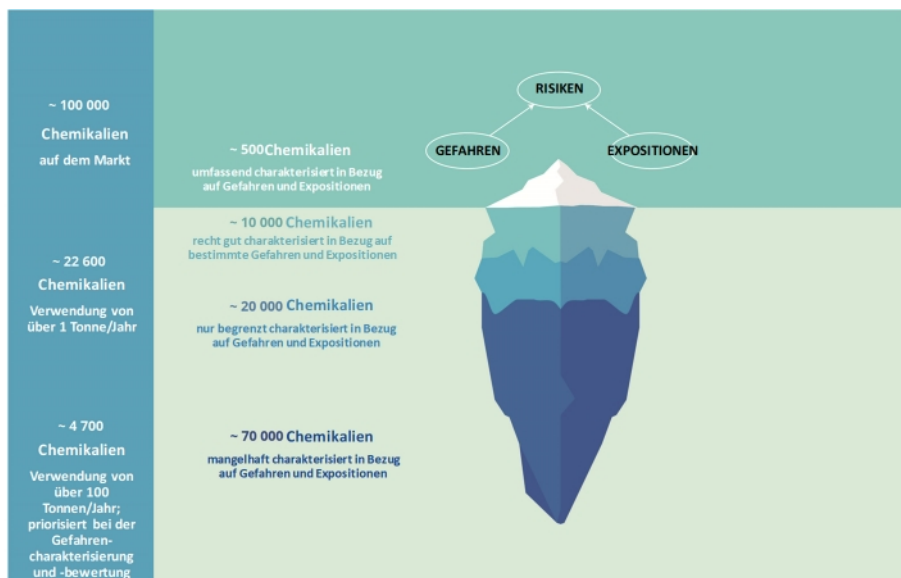 ~ 100 000
Chemikalien
auf dem Markt
~ 22 600
Chemikalien
Verwendung von
über 1 Tonne/Jahr
~ 4 700
Chemikalien
Verwendung von
über 100
Tonnen/Jahr;
priorisiert bei der
Gefahren-
charakterisierung
und -bewertung
~ 500 Chemikalien
umfassend charakterisiert in Bezug
auf Gefahren und Expositionen
~ 10 000 Chemikalien
recht gut charakterisiert in Bezug auf
bestimmte Gefahren und Expositionen
~ 20 000 Chemikalien
nur begrenzt charakterisiert in Bezug
auf Gefahren und Expositionen
~ 70 000 Chemikalien
mangelhaft charakterisiert in Bezug
auf Gefahren und Expositionen
RISIKEN
GEFAHREN
EXPOSITIONEN